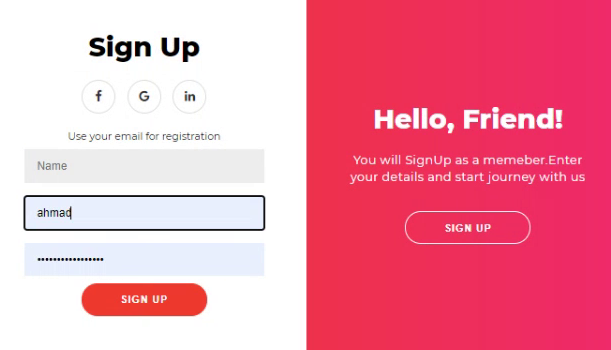 Sign Up
f G in
Use your email for registration
Name
ahmad
•••••••••••••••••
SIGN UP
Hello, Friend!
You will SignUp as a memeber.Enter
your details and start journey with us
SIGN UP